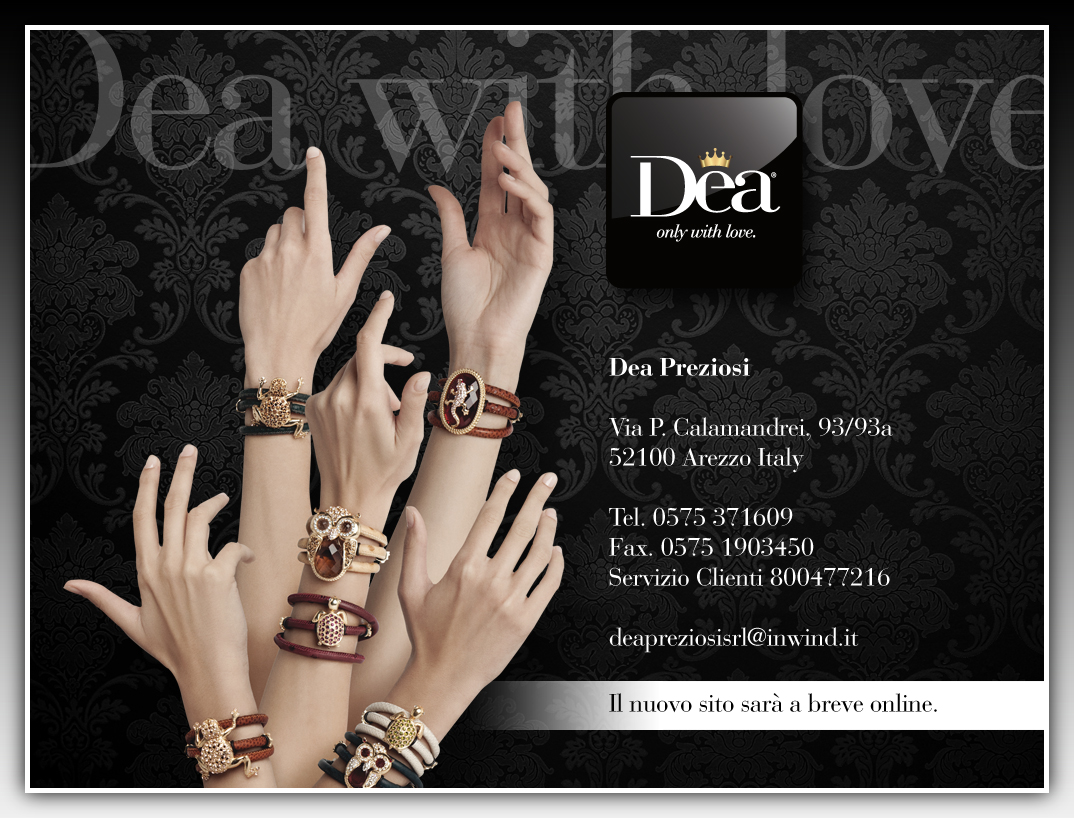 Dea with love
Dea®
only with love.
Dea Preziosi
Via P. Calamandrei, 93/93a
52100 Arezzo Italy
Tel. 0575 371609
Fax. 0575 1903450
Servizio Clienti 800477216
deapreziosisrl@inwind.it
Il nuovo sito sarà a breve online.